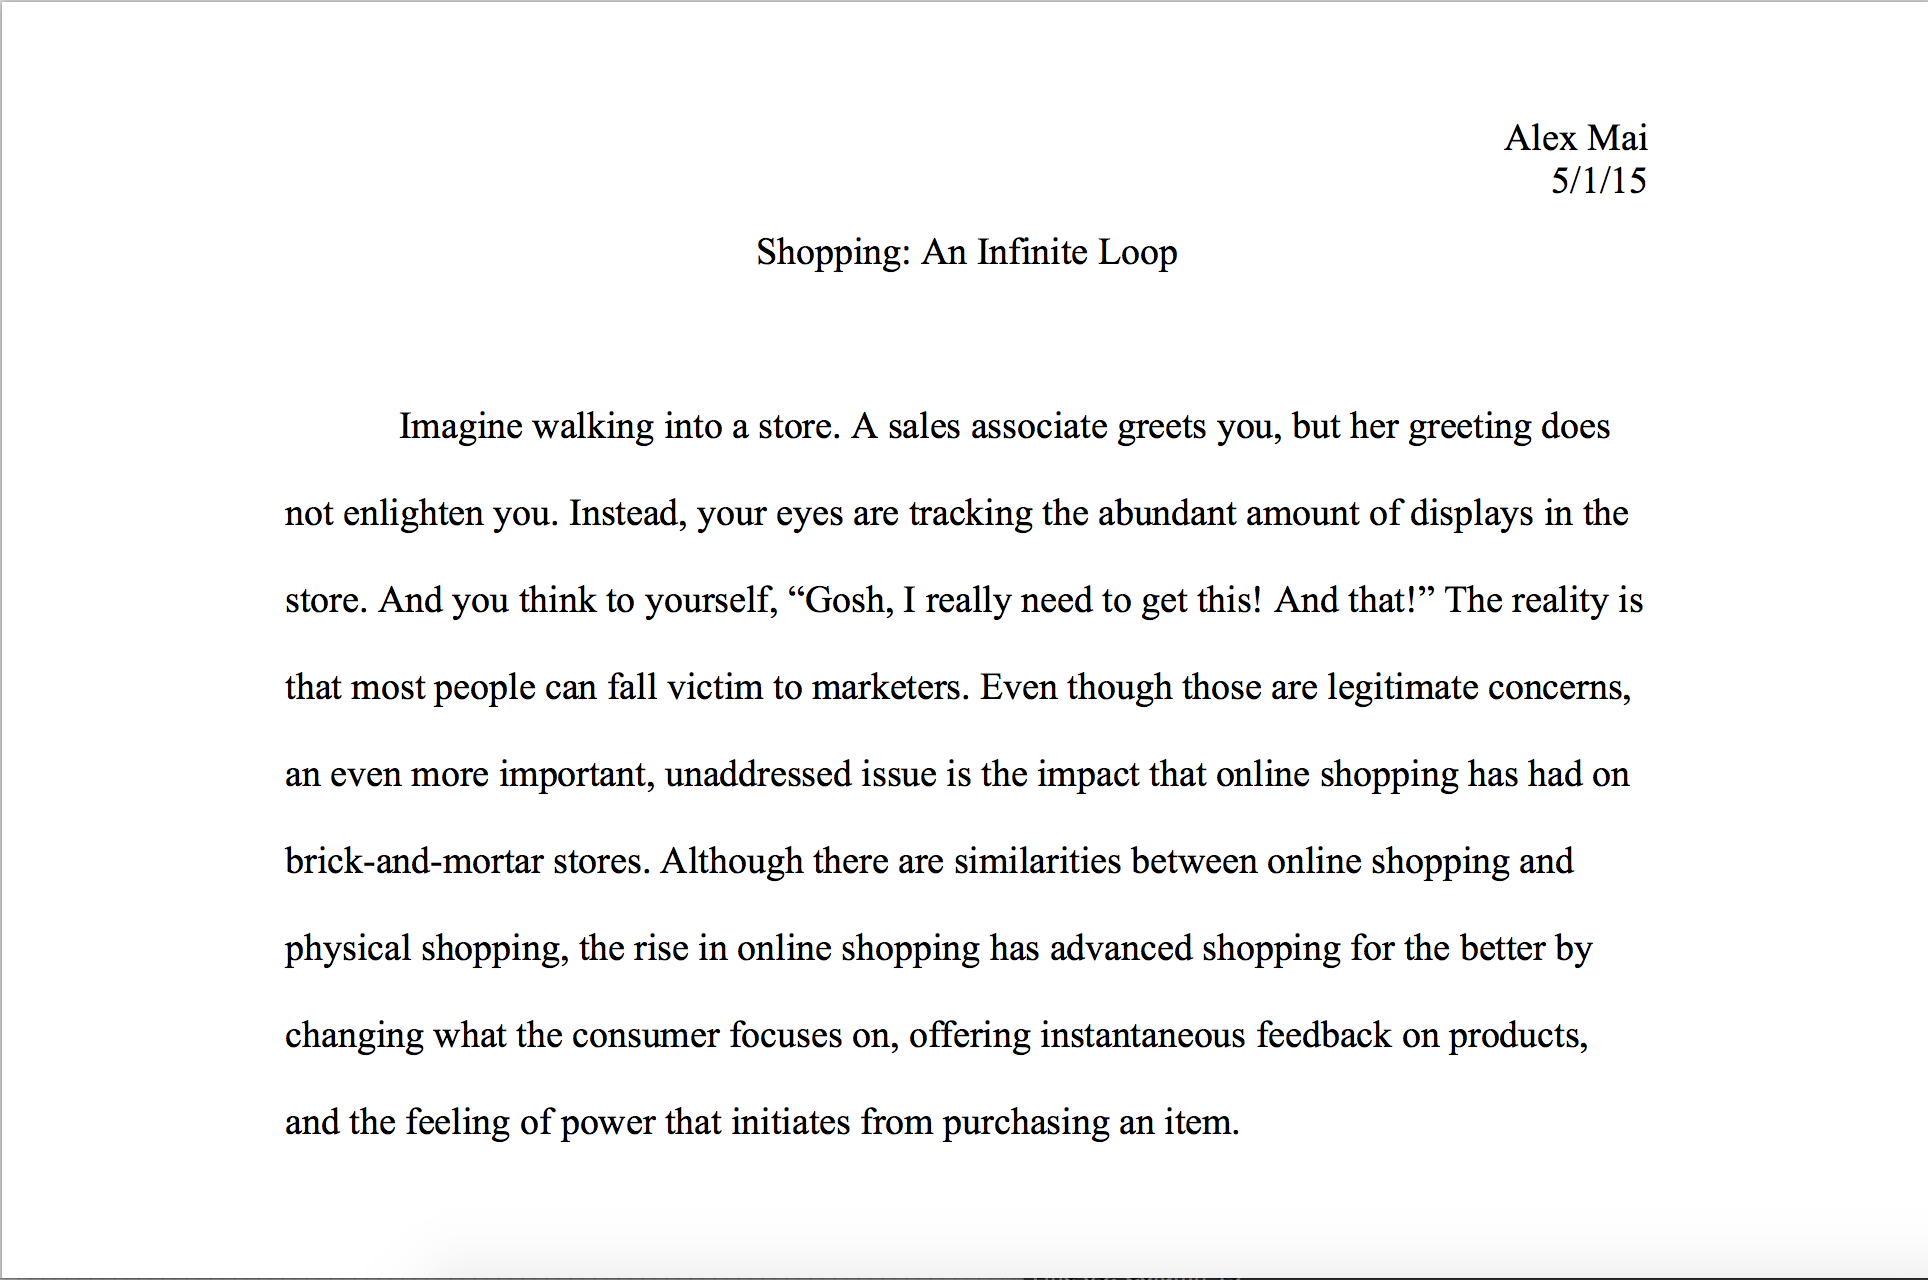 Alex Mai
5/1/15
Shopping: An Infinite Loop
Imagine walking into a store. A sales associate greets you, but her greeting does
not enlighten you. Instead, your eyes are tracking the abundant amount of displays in the
store. And you think to yourself, “Gosh, I really need to get this! And that!” The reality is
that most people can fall victim to marketers. Even though those are legitimate concerns,
an even more important, unaddressed issue is the impact that online shopping has had on
brick-and-mortar stores. Although there are similarities between online shopping and
physical shopping, the rise in online shopping has advanced shopping for the better by
changing what the consumer focuses on, offering instantaneous feedback on products,
and the feeling of power that initiates from purchasing an item.